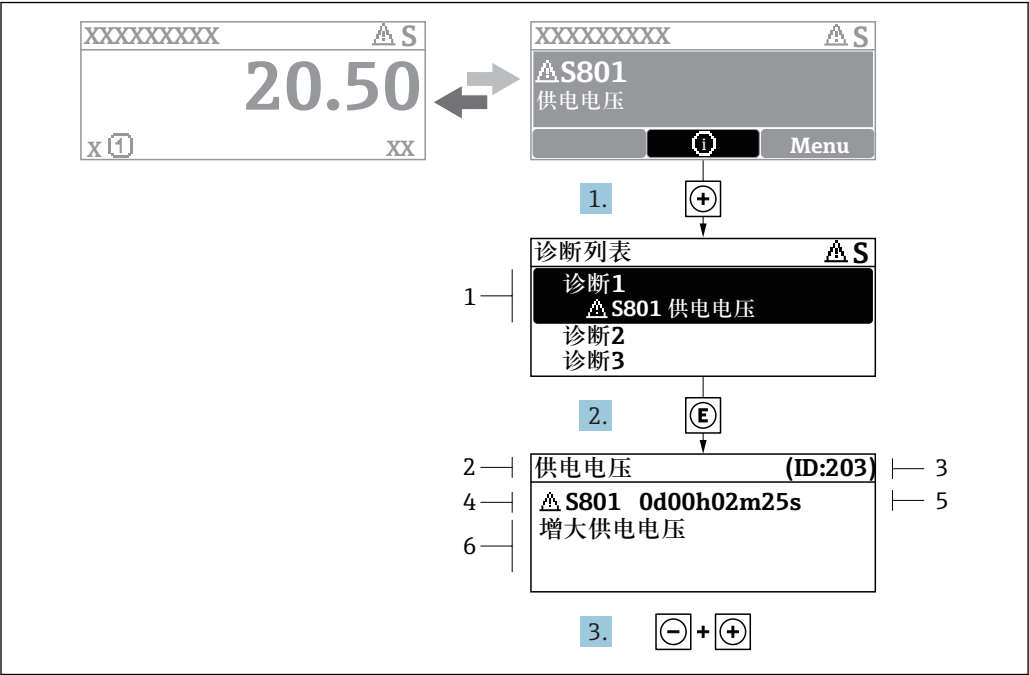 XXXXXXXXX ⚠ S
20.50
x ① XX
XXXXXXXXX ⚠ S
⚠S801
供电电压
ⓘ Menu
1. ⊕
诊断列表 ⚠ S
1 诊断1
⚠ S801 供电电压
诊断2
诊断3
2. Ⓔ
2 供电电压 (ID:203) 3
4 ⚠ S801 0d00h02m25s 5
6 增大供电电压
3. ⊖ + ⊕